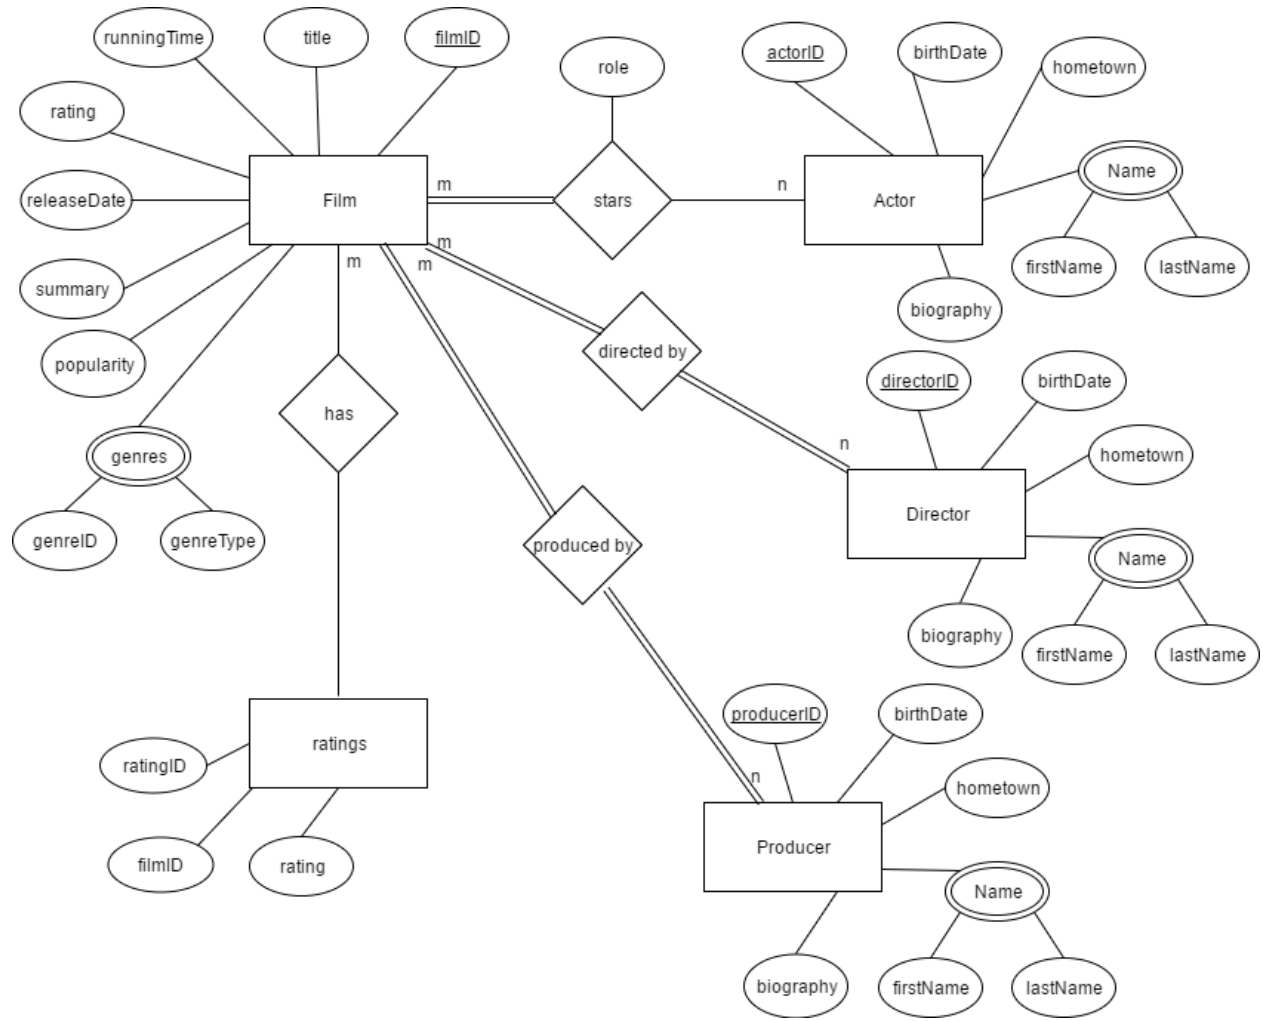 runningTime
title
filmID
role
actorID
birthDate
hometown
rating
Film
m
stars
n
Actor
Name
releaseDate
firstName
lastName
summary
m
m
m
biography
popularity
directed by
directorID
birthDate
has
n
hometown
genres
Director
genreID
genreType
produced by
Name
biography
firstName
lastName
producerID
birthDate
ratings
ratingID
n
hometown
filmID
rating
Producer
Name
biography
firstName
lastName